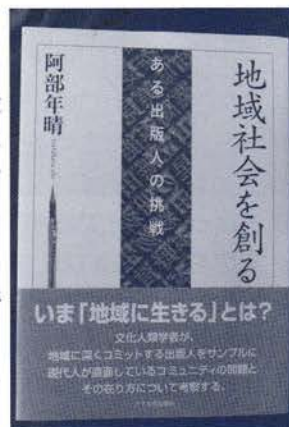 地域社会を創る
ある出版人の挑戦
阿部年晴
いま「地域に生きる」とは?
文化人類学者が、
地域に深くコミットする出版人をサンプルに
現代人が直面しているコミュニティの問題と
その在り方について考察する。